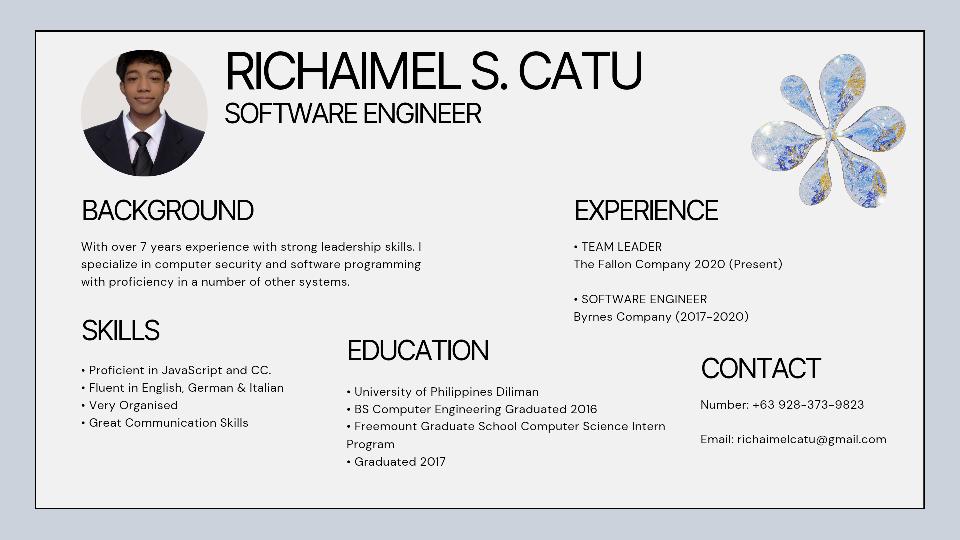 RICHAIMEL S. CATU
SOFTWARE ENGINEER
BACKGROUND
With over 7 years experience with strong leadership skills. I
specialize in computer security and software programming
with proficiency in a number of other systems.
SKILLS
• Proficient in JavaScript and CC.
• Fluent in English, German & Italian
• Very Organised
• Great Communication Skills
EDUCATION
• University of Philippines Diliman
• BS Computer Engineering Graduated 2016
• Freemount Graduate School Computer Science Intern
Program
• Graduated 2017
EXPERIENCE
• TEAM LEADER
The Fallon Company 2020 (Present)
• SOFTWARE ENGINEER
Byrnes Company (2017-2020)
CONTACT
Number: +63 928-373-9823
Email: richaimelcatu@gmail.com